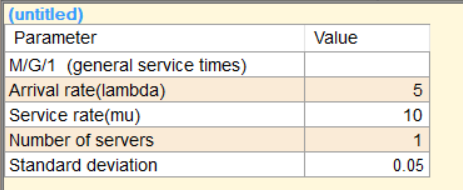 (untitled)
Parameter Value
M/G/1 (general service times)
Arrival rate(lambda) 5
Service rate(mu) 10
Number of servers 1
Standard deviation 0.05